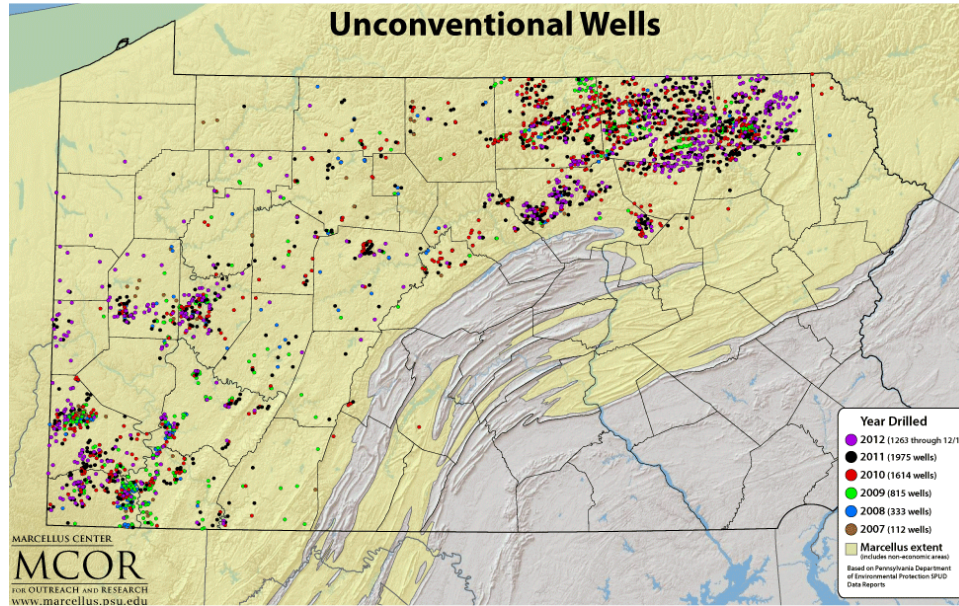 Unconventional Wells
Year Drilled
2012 (1263 through 12/1
2011 (1975 wells)
2010 (1614 wells)
2009 (815 wells)
2008 (333 wells)
2007 (112 wells)
Marcellus extent
(includes non-economic areas)
Based on Pennsylvania Department
of Environmental Protection SPUD
Data Reports
MARCELLUS CENTER
MCOR
FOR OUTREACH AND RESEARCH
www.marcellus.psu.edu